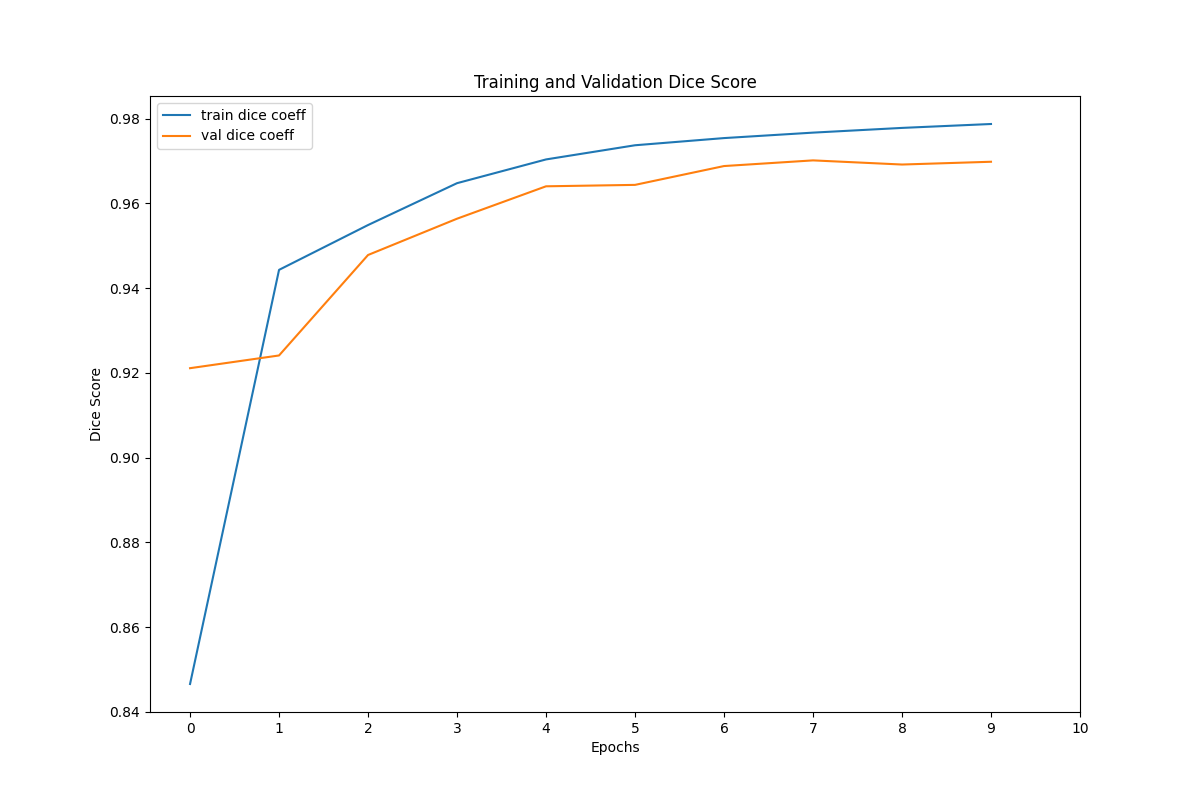 Training and Validation Dice Score
train dice coeff
val dice coeff
0.98
0.96
0.94
0.92
0.90
0.88
0.86
0.84
Dice Score
0 1 2 3 4 5 6 7 8 9 10
Epochs